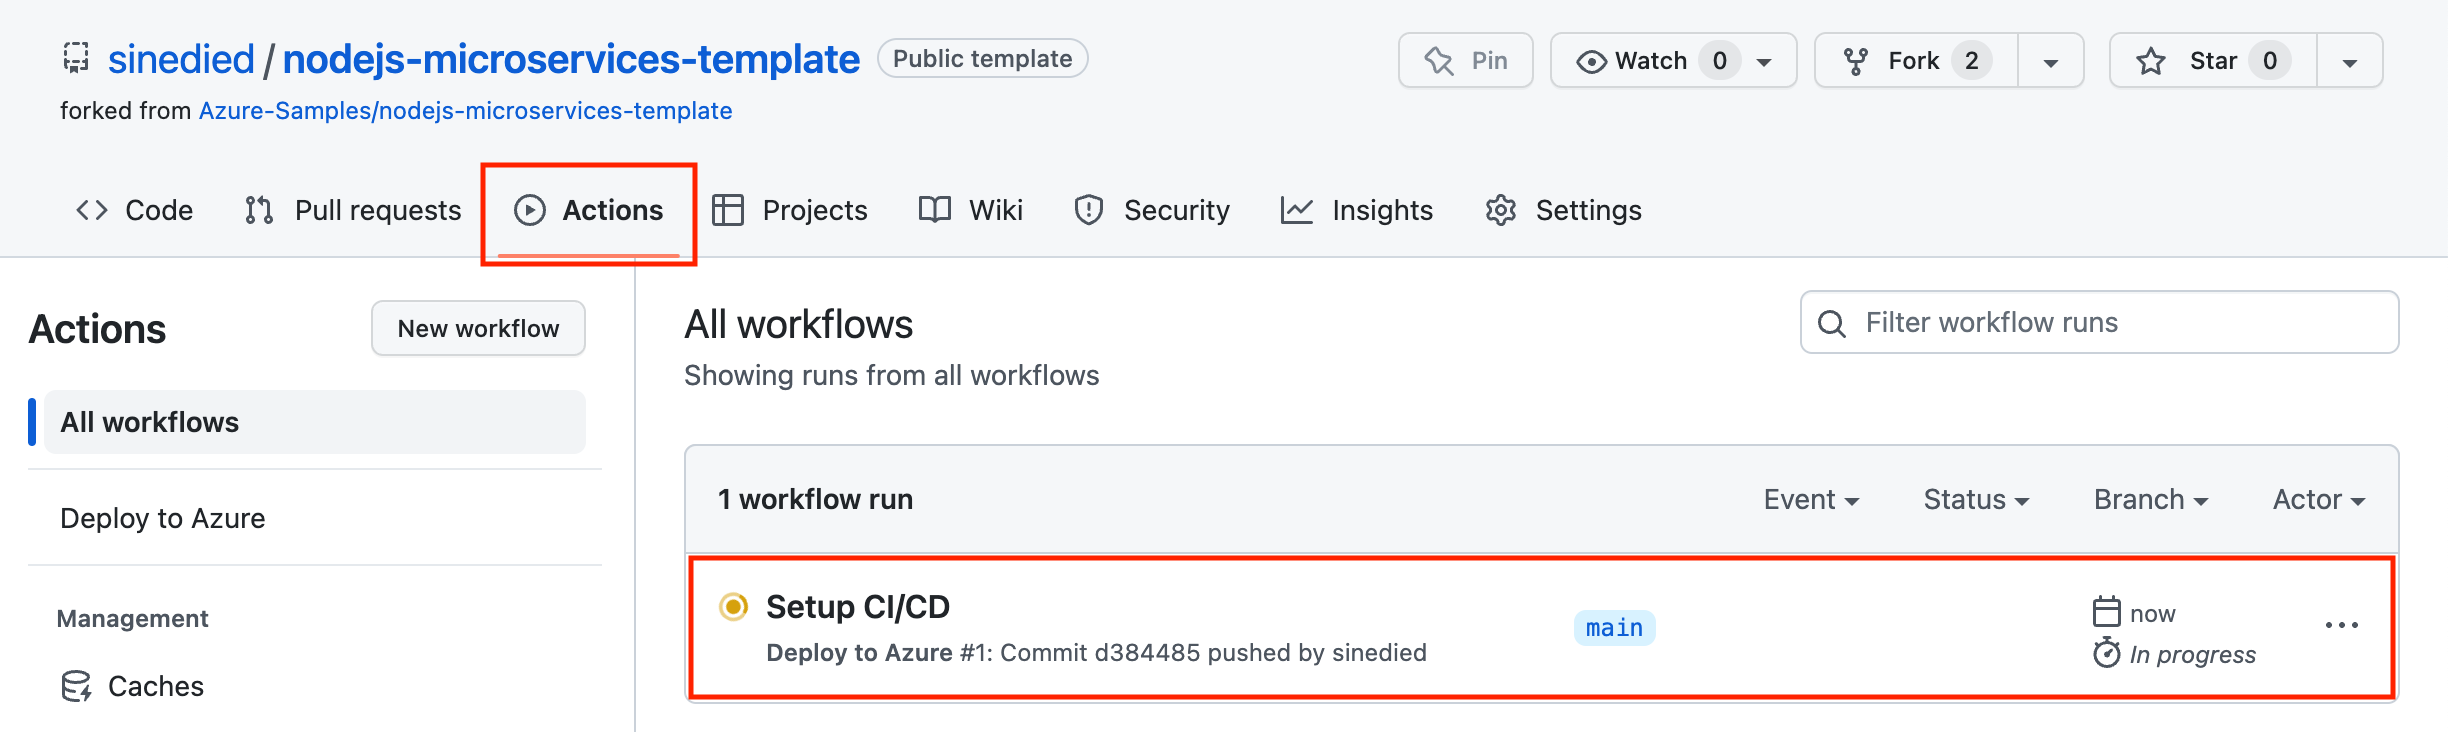 sinedied / nodejs-microservices-template Public template Pin Watch 0 Fork 2 Star 0
forked from Azure-Samples/nodejs-microservices-template
Code Pull requests Actions Projects Wiki Security Insights Settings
Actions New workflow
All workflows
Deploy to Azure
Management
Caches
All workflows
Showing runs from all workflows
Filter workflow runs
1 workflow run Event Status Branch Actor
Setup CI/CD
Deploy to Azure #1: Commit d384485 pushed by sinedied
main
now
In progress